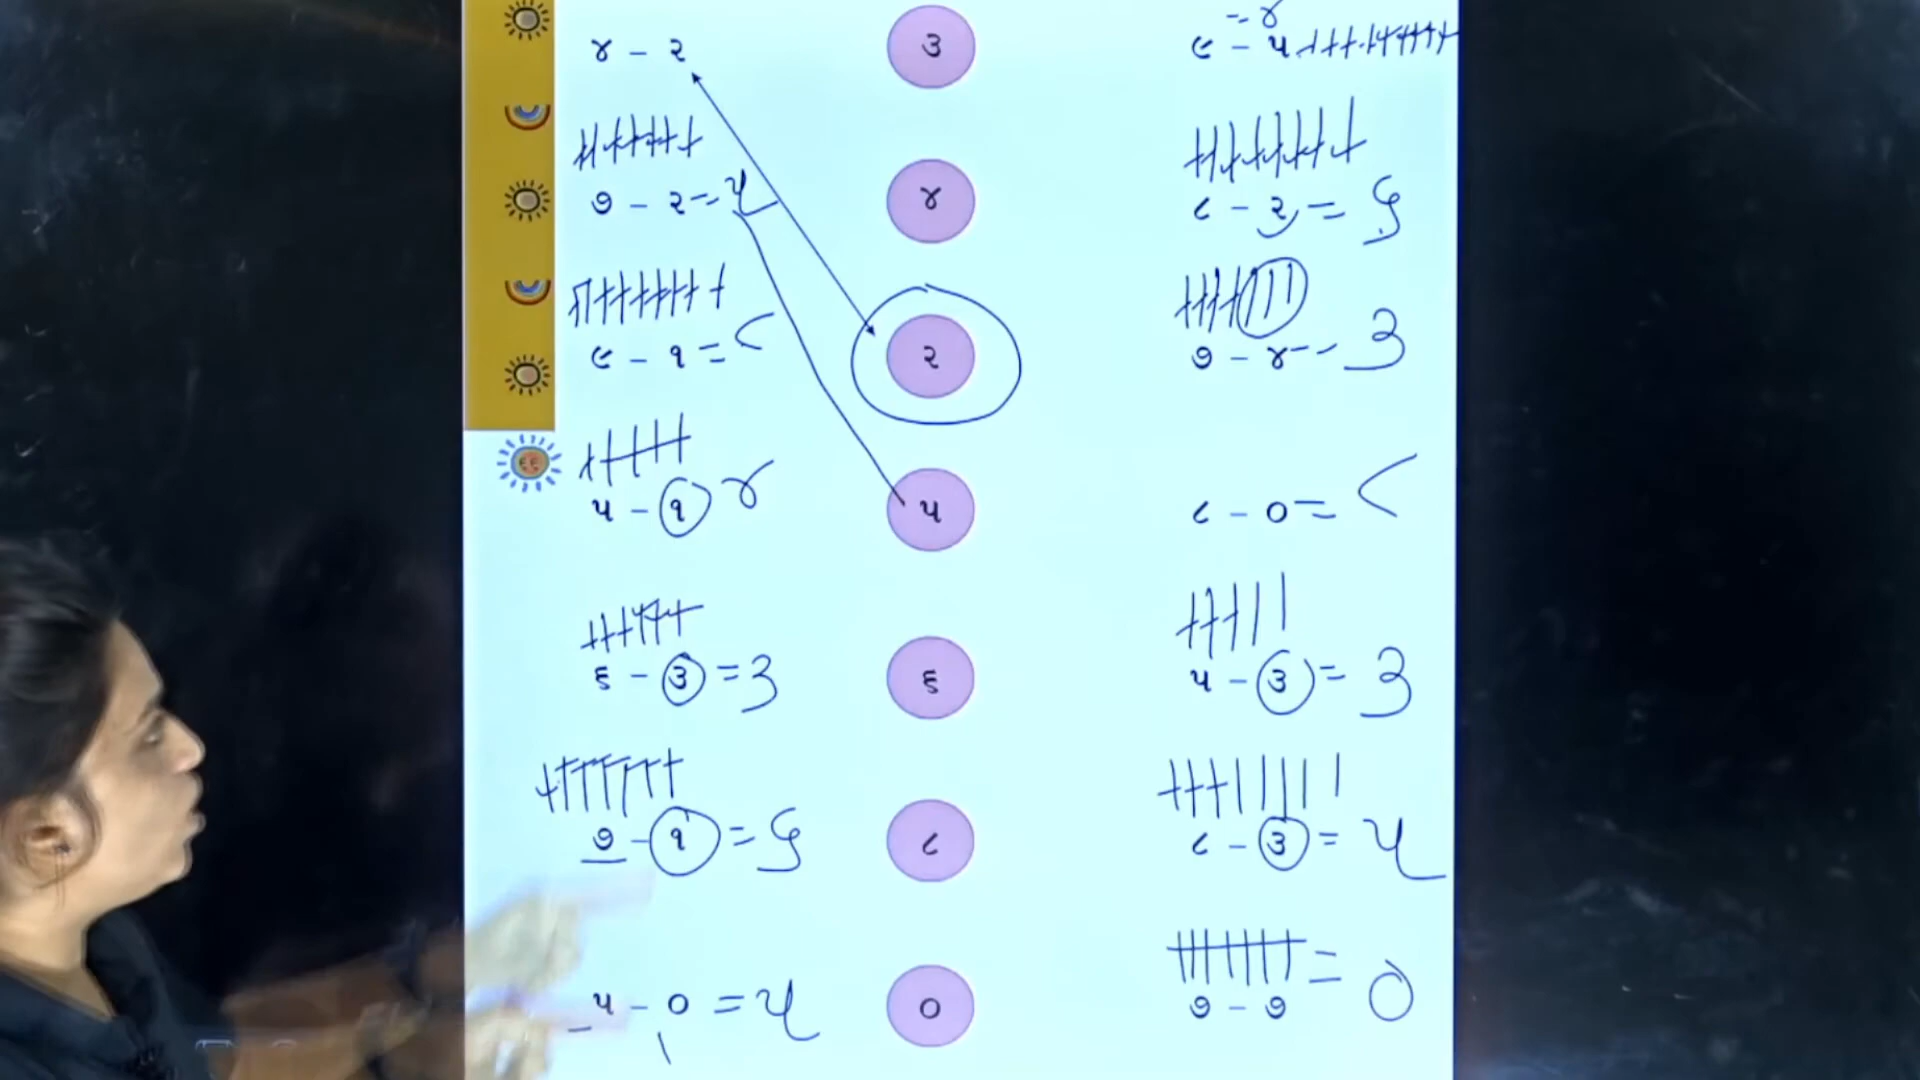 = ૪
૪ - ૨ ૩ ૯ - ૫
૭ - ૨ = ૫ ૪ ૮ - ૨ = ૬
૯ - ૧ = ૮ ૨ ૭ - ૪ = ૩
૫ - ૧ ૪ ૫ ૮ - ૦ = ૮
૬ - ૩ = ૩ ૬ ૫ - ૩ = ૩
૭ - ૧ = ૬ ૮ ૮ - ૩ = ૫
૫ - ૦ = ૫ ૦ ૭ - ૭ = ૦